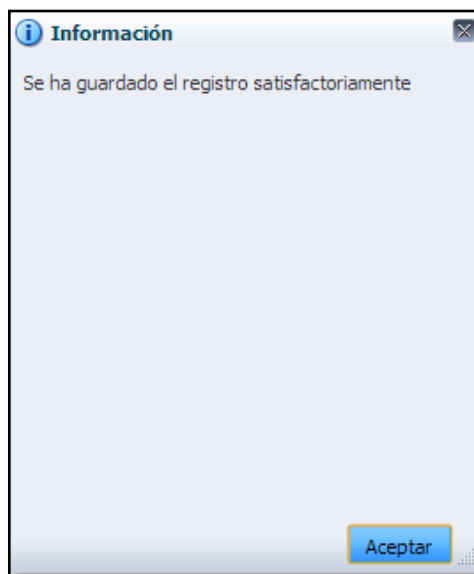 Información
Se ha guardado el registro satisfactoriamente
Aceptar